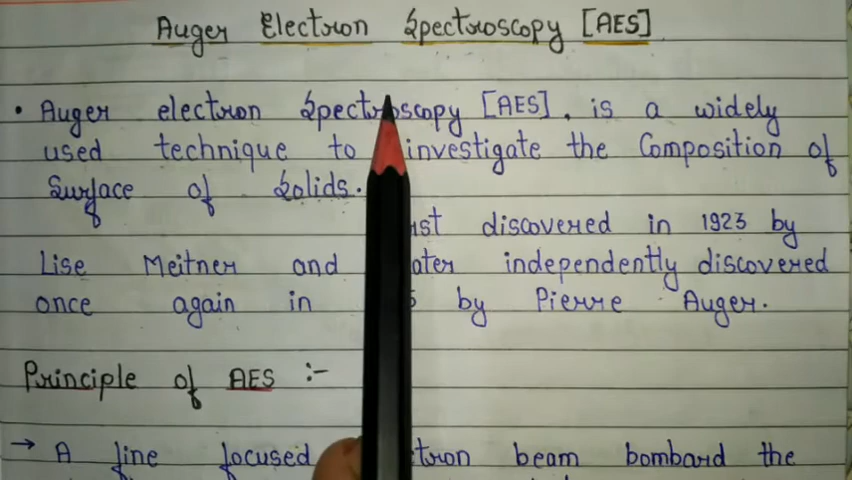 Auger Electron Spectroscopy [AES]
• Auger electron Spectroscopy [AES], is a widely
used technique to investigate the Composition of
Surface of Solids.
discovered in 1923 by
Lise Meitner and independently discovered
once again in by Pierre Auger.
Principle of AES :-
→ A fine focused beam bombard the